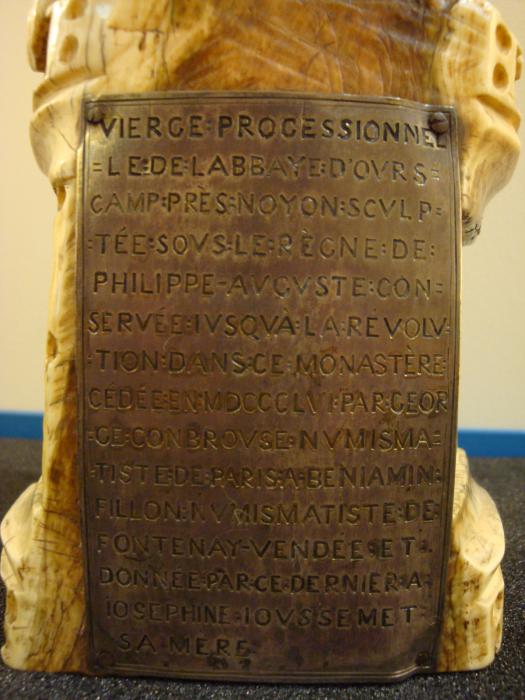 VIERGE:PROCESSIONNEL
=LE:DE:LABBAYE:D'OVRS=
CAMP:PRÈS:NOYON:SCVLP=
=TÉE:SOVS:LE:RÈGNE:DE:
PHILIPPE-AVGVSTE:CON=
SERVÉE:IVSQV'À:LA:RÉVOLV=
=TION:DANS:CE:MONASTÈRE
CÉDÉE:EN:MDCCCLVI:PAR:GEOR
=GE:CONBROVSE:NVMISMA=
=TISTE:DE:PARIS:A:BENIAMIN:
FILLON:NVMISMATISTE:DE:
FONTENAY-VENDÉE:ET:
DONNÉE:PAR:CE:DERNIER:A:
IOSEPHINE:IOVSSEMET:
SA MERE